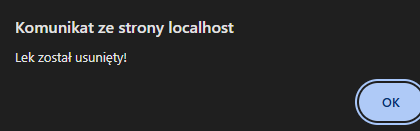 Komunikat ze strony localhost
Lek został usunięty!
OK